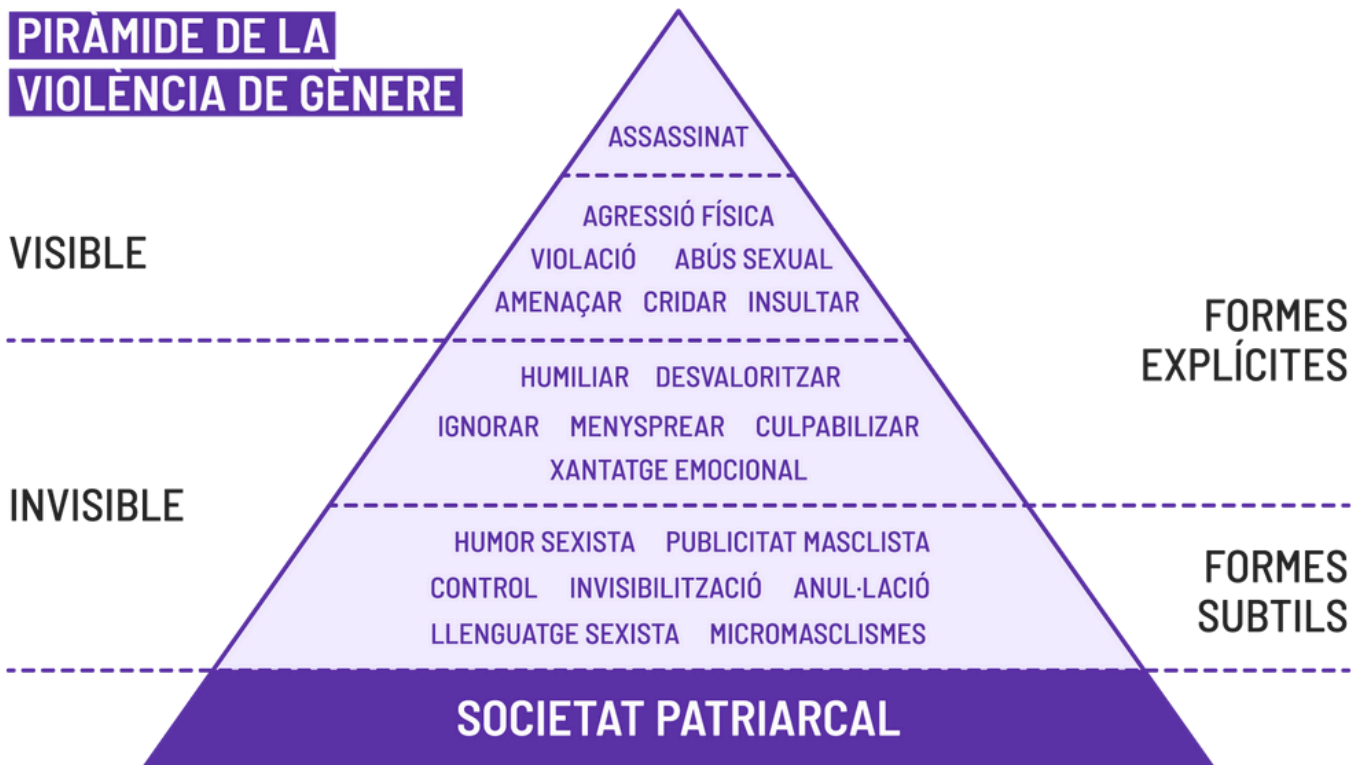 PIRÀMIDE DE LA
VIOLÈNCIA DE GÈNERE
ASSASSINAT
AGRESSIÓ FÍSICA
VIOLACIÓ ABÚS SEXUAL
AMENAÇAR CRIDAR INSULTAR
VISIBLE
HUMILIAR DESVALORITZAR
IGNORAR MENYSPREAR CULPABILIZAR
XANTATGE EMOCIONAL
FORMES
EXPLÍCITES
INVISIBLE
HUMOR SEXISTA PUBLICITAT MASCLISTA
CONTROL INVISIBILITZACIÓ ANUL·LACIÓ
LLENGUATGE SEXISTA MICROMASCLISMES
FORMES
SUBTILS
SOCIETAT PATRIARCAL